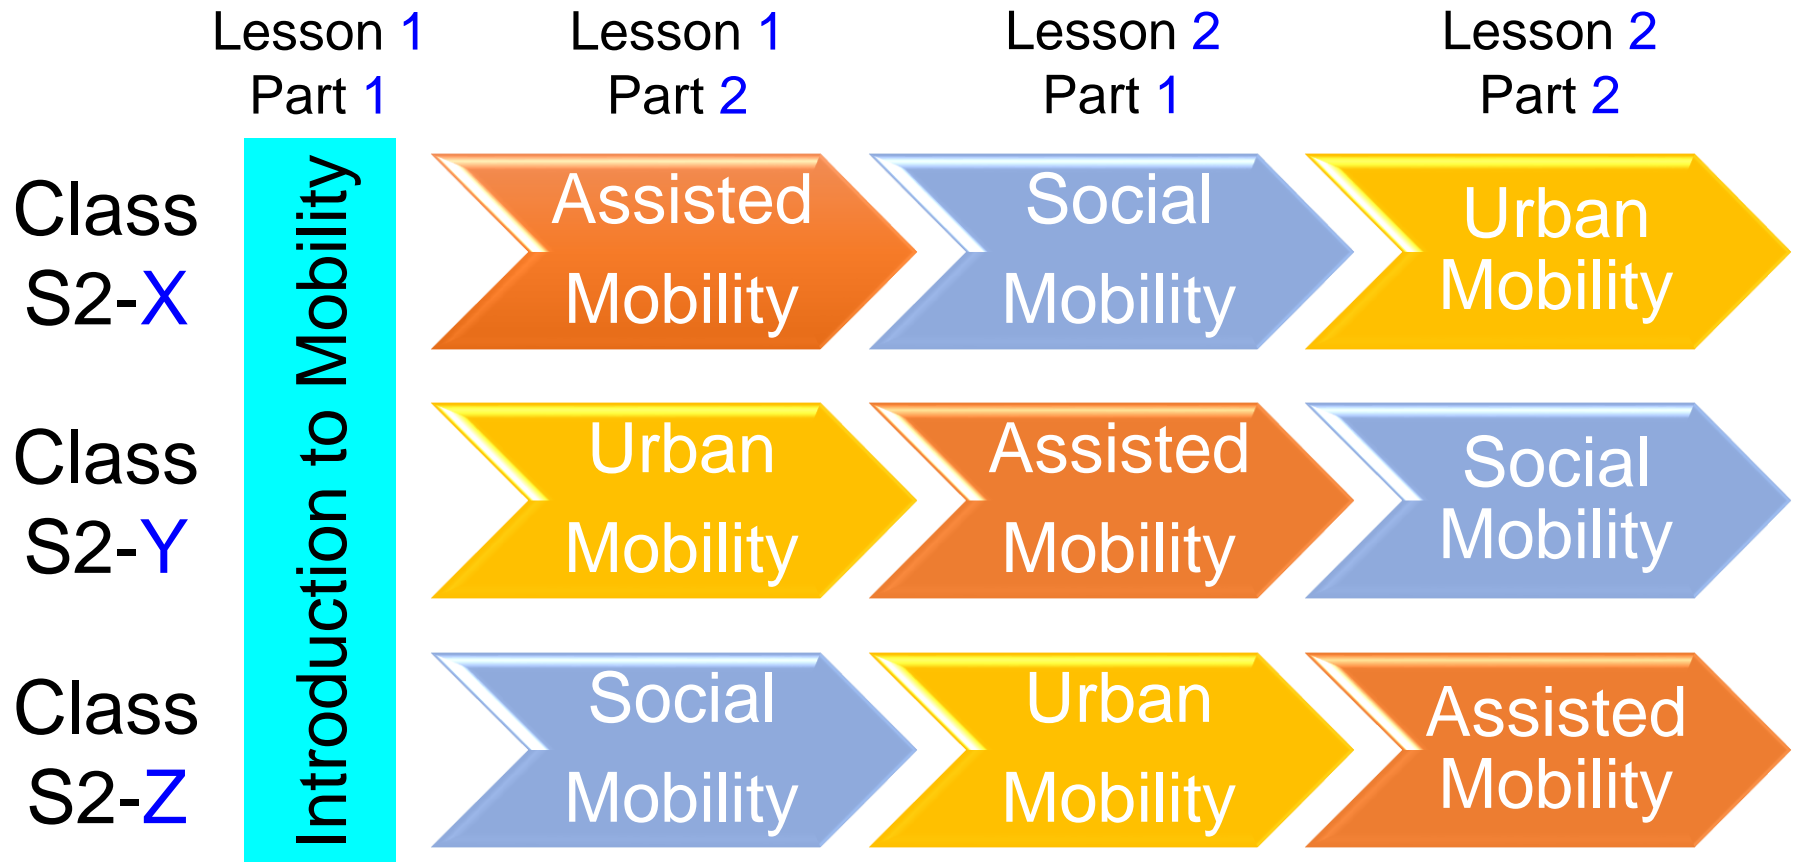 Lesson 1
Part 1
Lesson 1
Part 2
Lesson 2
Part 1
Lesson 2
Part 2
Introduction to Mobility
Class
S2-X
Assisted
Mobility
Social
Mobility
Urban
Mobility
Class
S2-Y
Urban
Mobility
Assisted
Mobility
Social
Mobility
Class
S2-Z
Social
Mobility
Urban
Mobility
Assisted
Mobility